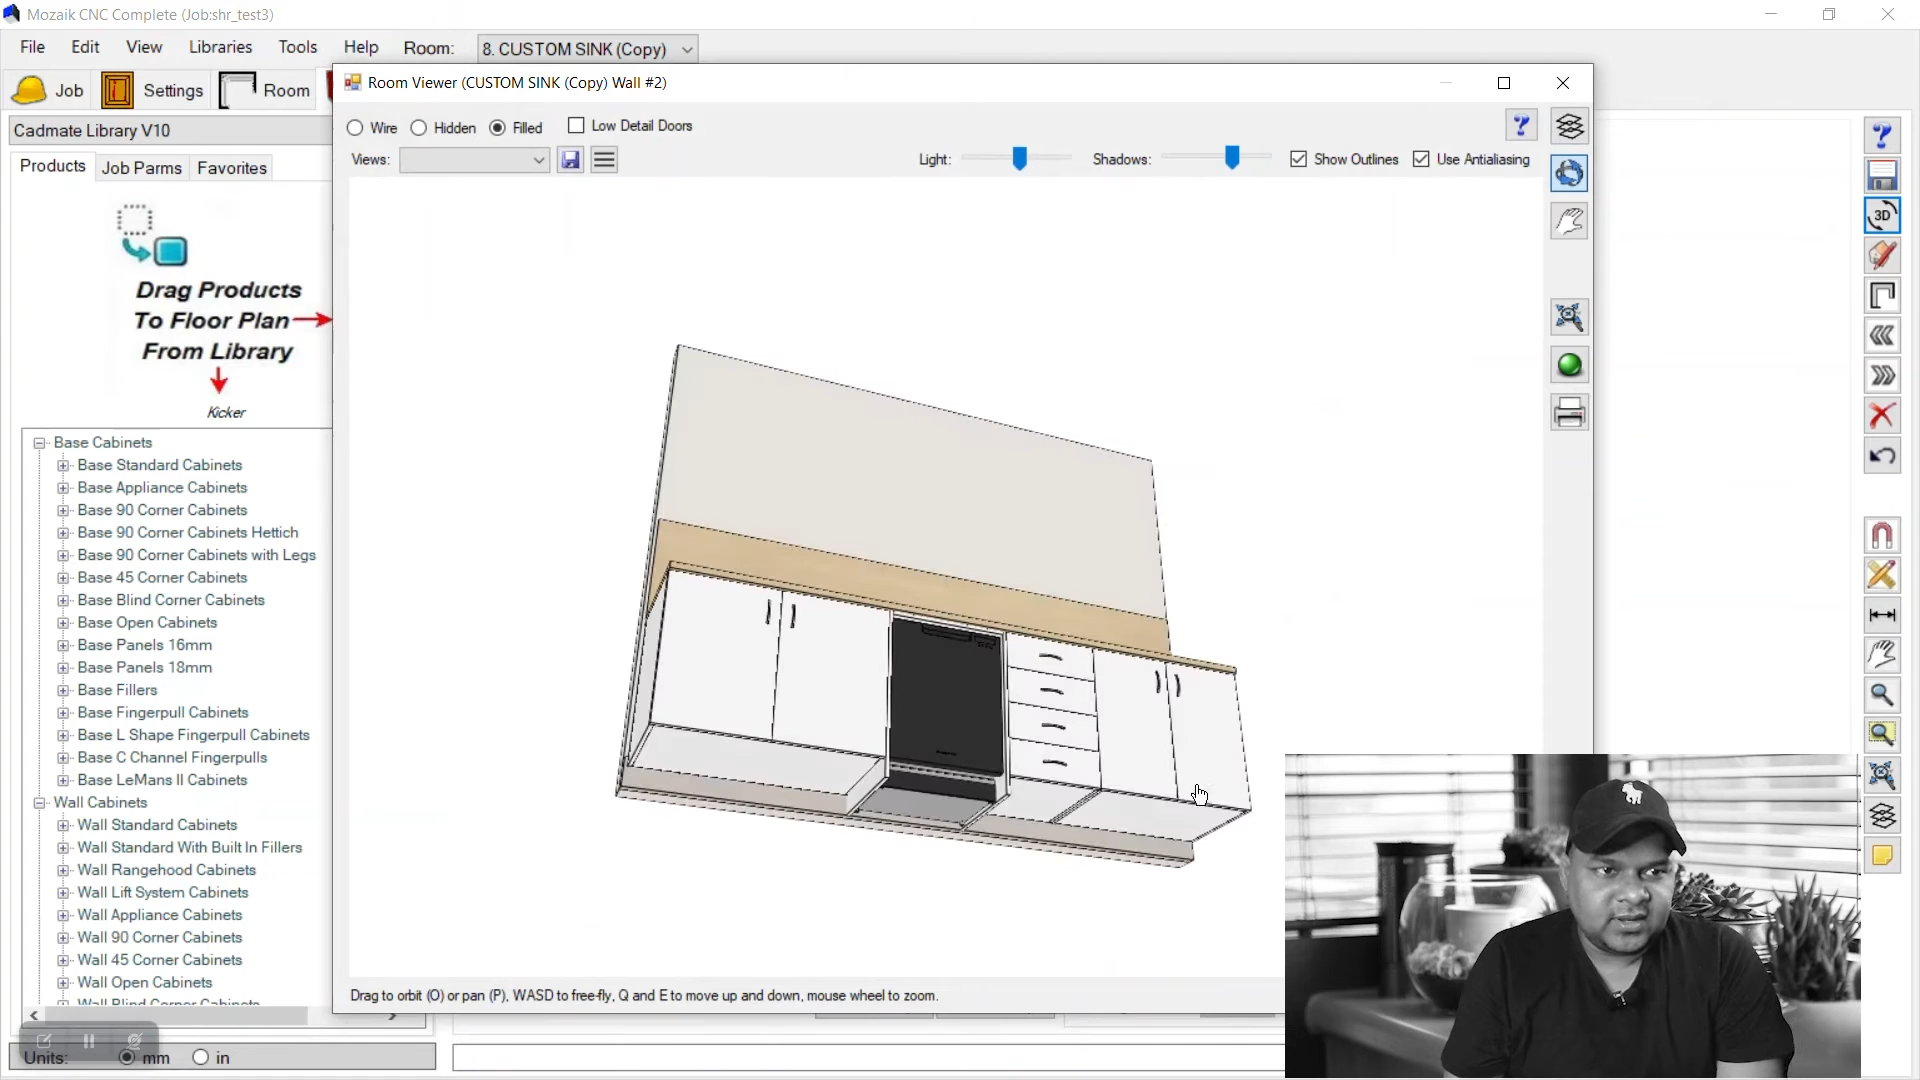 Mozaik CNC Complete (Job:shr_test3)
File Edit View Libraries Tools Help Room: 8. CUSTOM SINK (Copy)
Job Settings Room
Room Viewer (CUSTOM SINK (Copy) Wall #2)
Cadmate Library V10
Products Job Parms Favorites
Wire Hidden Filled Low Detail Doors
Views: Light: Shadows: Show Outlines Use Antialiasing
3D
Drag Products
To Floor Plan
From Library
Kicker
Base Cabinets
Base Standard Cabinets
Base Appliance Cabinets
Base 90 Corner Cabinets
Base 90 Corner Cabinets Hettich
Base 90 Corner Cabinets with Legs
Base 45 Corner Cabinets
Base Blind Corner Cabinets
Base Open Cabinets
Base Panels 16mm
Base Panels 18mm
Base Fillers
Base Fingerpull Cabinets
Base L Shape Fingerpull Cabinets
Base C Channel Fingerpulls
Base LeMans II Cabinets
Wall Cabinets
Wall Standard Cabinets
Wall Standard With Built In Fillers
Wall Rangehood Cabinets
Wall Lift System Cabinets
Wall Appliance Cabinets
Wall 90 Corner Cabinets
Wall 45 Corner Cabinets
Wall Open Cabinets
Wall Blind Corner Cabinets
Drag to orbit (O) or pan (P), WASD to free-fly, Q and E to move up and down, mouse wheel to zoom.
Units: mm in